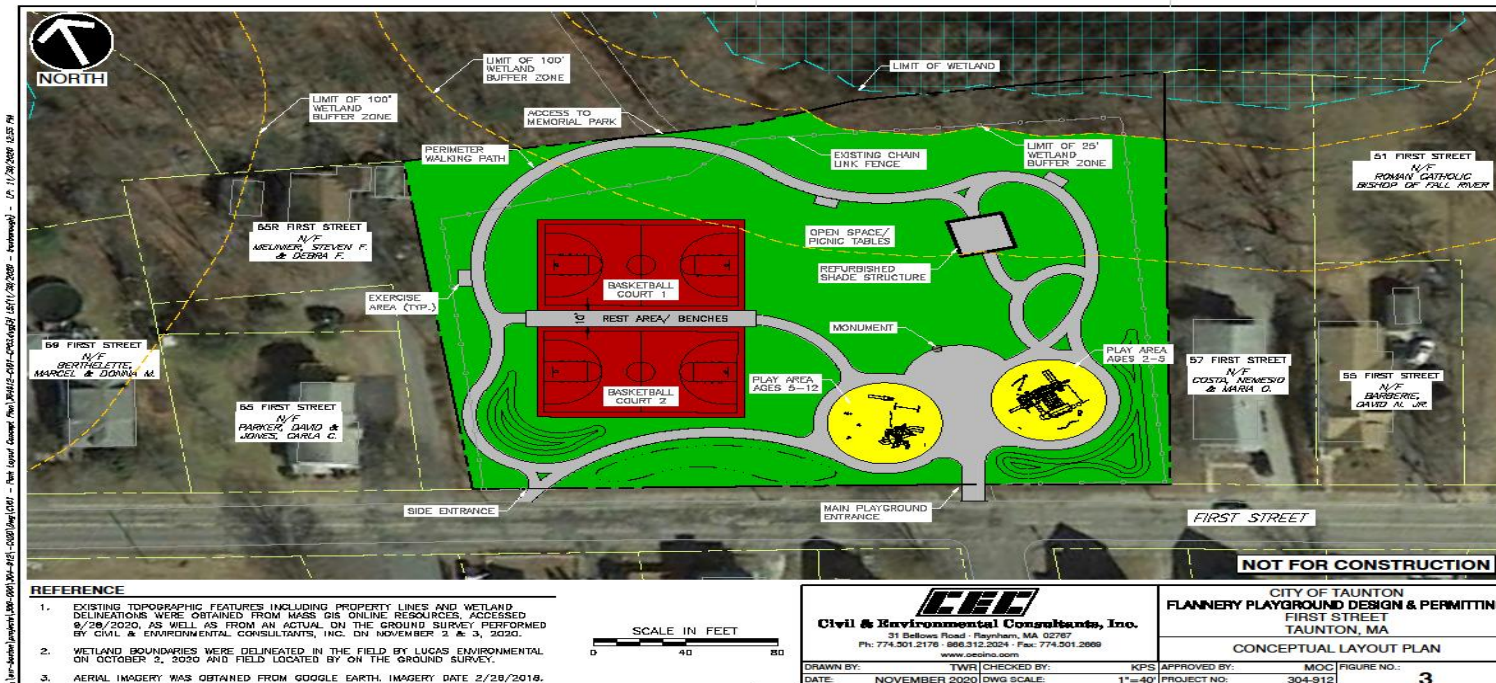 NORTH
LIMIT OF 100'
WETLAND
BUFFER ZONE
LIMIT OF 100'
WETLAND
BUFFER ZONE
LIMIT OF WETLAND
ACCESS TO
MEMORIAL PARK
PERIMETER
WALKING PATH
EXISTING CHAIN
LINK FENCE
LIMIT OF 25'
WETLAND
BUFFER ZONE
51 FIRST STREET
N/F
ROMAN CATHOLIC
BISHOP OF FALL RIVER
65R FIRST STREET
N/F
MEUNIER, STEVEN F.
& DEBRA F.
OPEN SPACE/
PICNIC TABLES
REFURBISHED
SHADE STRUCTURE
EXERCISE
AREA (TYP.)
BASKETBALL
COURT 1
10'
REST AREA/ BENCHES
MONUMENT
69 FIRST STREET
N/F
BERTHELETTE,
MARCEL & DONNA M.
PLAY AREA
AGES 2-5
57 FIRST STREET
N/F
COSTA, NEMESIO
& MARIA O.
55 FIRST STREET
N/F
BARBERIE,
DAVID N. JR.
65 FIRST STREET
N/F
PARKER, DAVID &
JONES, CARLA C.
BASKETBALL
COURT 2
PLAY AREA
AGES 5-12
SIDE ENTRANCE
MAIN PLAYGROUND
ENTRANCE
FIRST STREET
NOT FOR CONSTRUCTION
REFERENCE
1. EXISTING TOPOGRAPHIC FEATURES INCLUDING PROPERTY LINES AND WETLAND
DELINEATIONS WERE OBTAINED FROM MASS GIS ONLINE RESOURCES, ACCESSED
9/28/2020, AS WELL AS FROM AN ACTUAL ON THE GROUND SURVEY PERFORMED
BY CIVIL & ENVIRONMENTAL CONSULTANTS, INC. ON NOVEMBER 2 & 3, 2020.
2. WETLAND BOUNDARIES WERE DELINEATED IN THE FIELD BY LUCAS ENVIRONMENTAL
ON OCTOBER 2, 2020 AND FIELD LOCATED BY ON THE GROUND SURVEY.
3. AERIAL IMAGERY WAS OBTAINED FROM GOOGLE EARTH. IMAGERY DATE 2/28/2018.
SCALE IN FEET
0 40 80
CEC
Civil & Environmental Consultants, Inc.
31 Bellows Road · Raynham, MA 02767
Ph: 774.501.2176 · 866.312.2024 · Fax: 774.501.2669
www.cecinc.com
CITY OF TAUNTON
FLANNERY PLAYGROUND DESIGN & PERMITTIN
FIRST STREET
TAUNTON, MA
CONCEPTUAL LAYOUT PLAN
DRAWN BY: TWR CHECKED BY: KPS APPROVED BY: MOC FIGURE NO.:
DATE: NOVEMBER 2020 DWG SCALE: 1"=40' PROJECT NO: 304-912 3